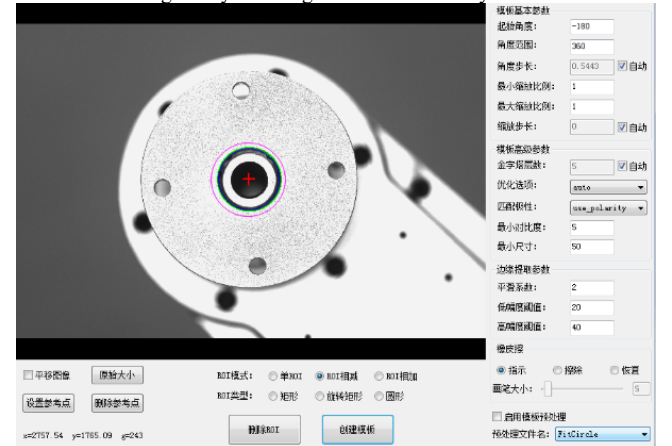 模板基本参数
起始角度: -180
角度范围: 360
角度步长: 0.5443 自动
最小缩放比例: 1
最大缩放比例: 1
缩放步长: 0 自动
模板高级参数
金字塔层数: 5 自动
优化选项: auto
匹配极性: use_polarity
最小对比度: 5
最小尺寸: 50
边缘提取参数
平滑系数: 2
低幅度阈值: 20
高幅度阈值: 40
橡皮擦
指示 擦除 恢复
画笔大小: 5
启用模板预处理
预处理文件名: FitCircle
平移图像 原始大小
设置参考点 删除参考点
x=2757.54 y=1765.09 g=243
ROI模式: 单ROI ROI相减 ROI相加
ROI类型: 矩形 旋转矩形 圆形
删除ROI 创建模板